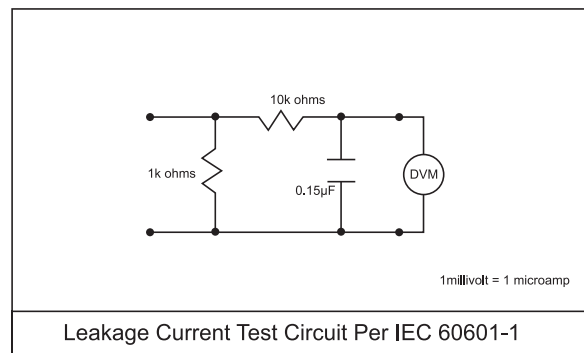 10k ohms
1k ohms
0.15µF
DVM
1millivolt = 1 microamp
Leakage Current Test Circuit Per IEC 60601-1